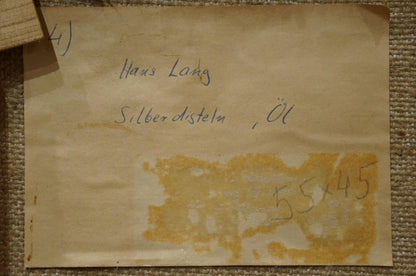 4)
Hans Lang
Silberdisteln, Öl
55x45